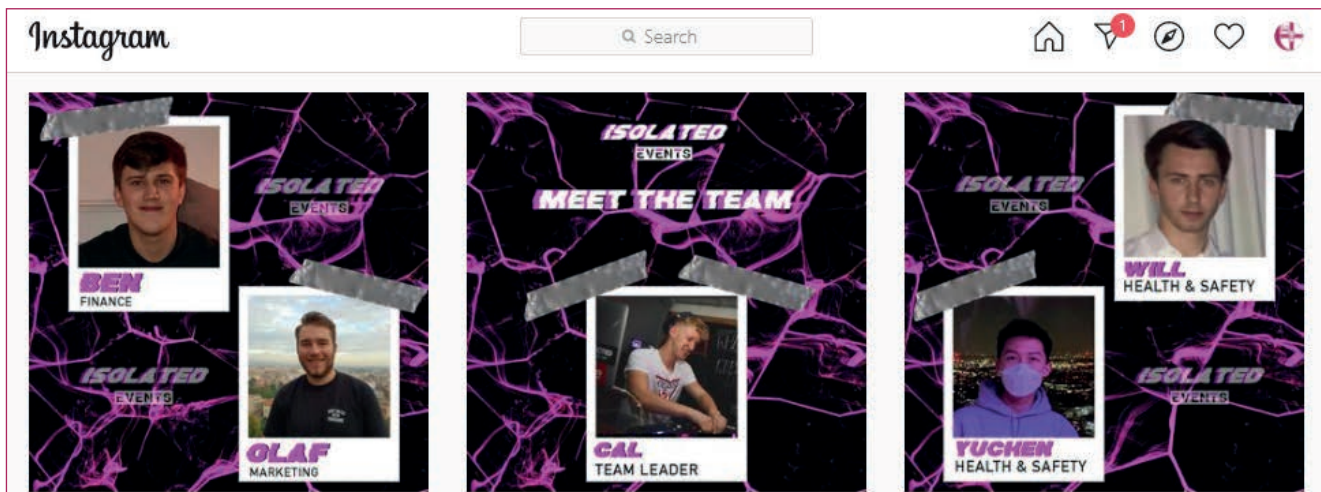 Instagram
Search
1
ISOLATED
EVENTS
BEN
FINANCE
ISOLATED
EVENTS
OLAF
MARKETING
ISOLATED
EVENTS
MEET THE TEAM
CAL
TEAM LEADER
ISOLATED
EVENTS
WILL
HEALTH & SAFETY
YUCHEN
HEALTH & SAFETY
ISOLATED
EVENTS